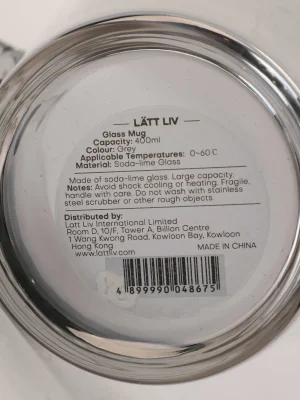 LÄTT LIV
Glass Mug
Capacity: 400ml
Colour: Grey
Applicable Temperatures: 0~60℃
Material: Soda-lime Glass
Made of soda-lime glass. Large capacity.
Notes: Avoid shock cooling or heating. Fragile,
handle with care. Do not wash with stainless
steel scrubber or other rough objects.
Distributed by:
Latt Liv International Limited
Room D, 10/F, Tower A, Billion Centre
1 Wang Kwong Road, Kowloon Bay, Kowloon
Hong Kong
www.lattliv.com
MADE IN CHINA
4 899990 048675